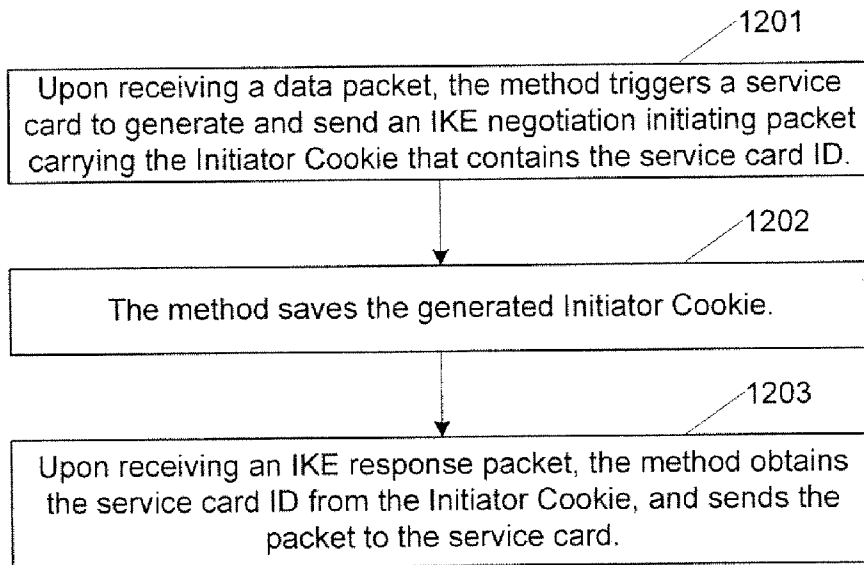 1201
Upon receiving a data packet, the method triggers a service
card to generate and send an IKE negotiation initiating packet
carrying the Initiator Cookie that contains the service card ID.
1202
The method saves the generated Initiator Cookie.
1203
Upon receiving an IKE response packet, the method obtains
the service card ID from the Initiator Cookie, and sends the
packet to the service card.